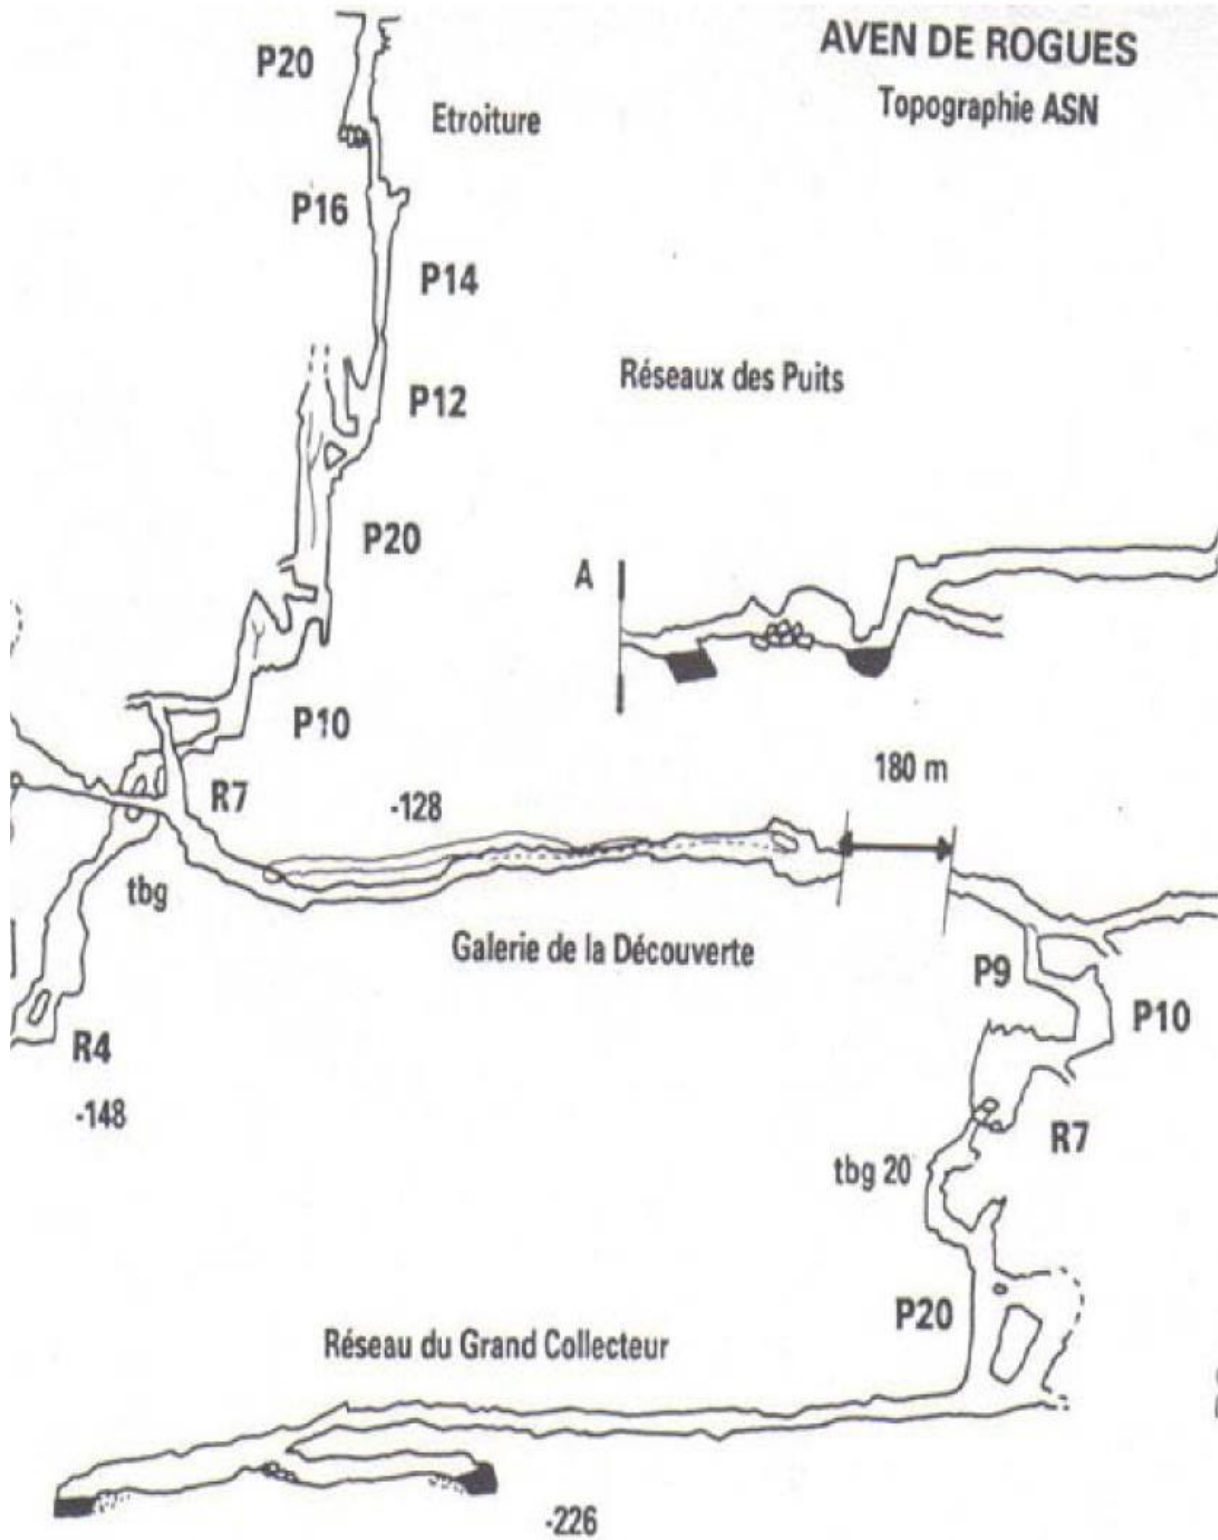 AVEN DE ROGUES
Topographie ASN
P20
Etroiture
P16
P14
Réseaux des Puits
P12
P20
A
P10
180 m
R7
-128
tbg
Galerie de la Découverte
P9
P10
R4
-148
R7
tbg 20
P20
Réseau du Grand Collecteur
-226